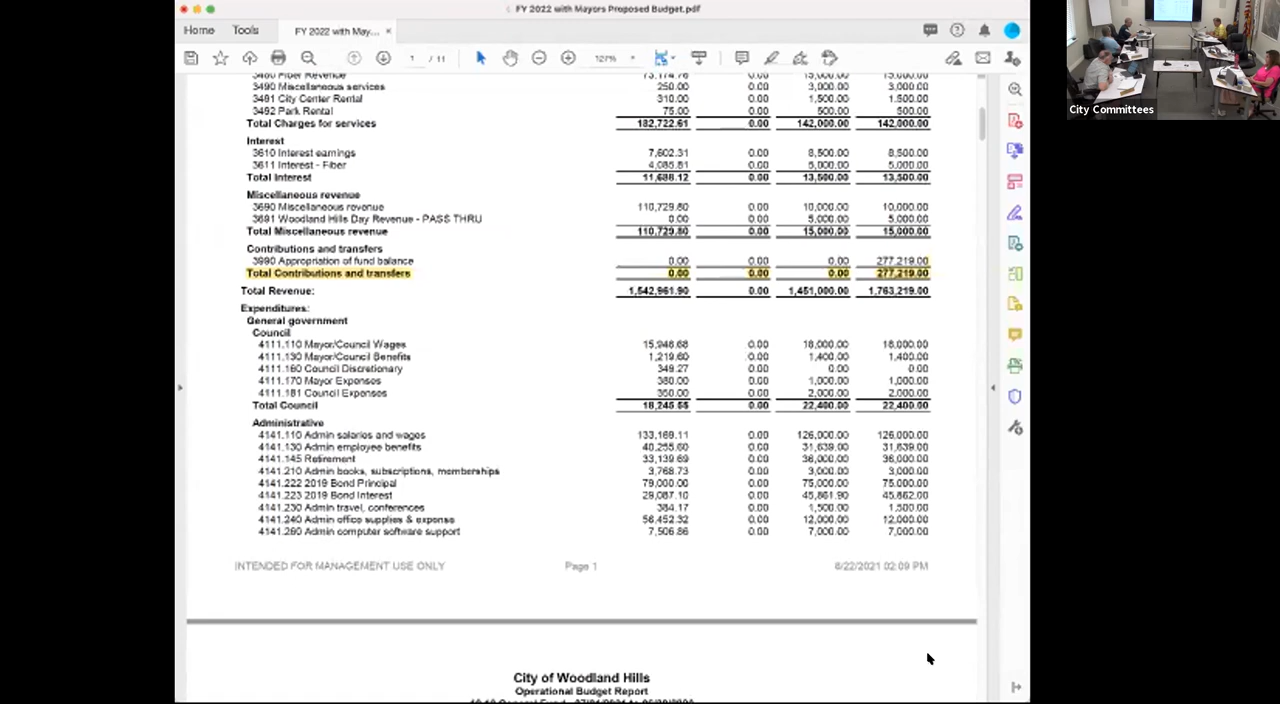 FY 2022 with Mayors Proposed Budget.pdf
Home Tools FY 2022 with May... ×
1 / 11 127%
3480 Fiber Revenue 73,174.76 0.00 15,000.00 15,000.00
3490 Miscellaneous services 250.00 0.00 3,000.00 3,000.00
3491 City Center Rental 310.00 0.00 1,500.00 1,500.00
3492 Park Rental 75.00 0.00 500.00 500.00
Total Charges for services 182,722.61 0.00 142,000.00 142,000.00
Interest
3610 Interest earnings 7,602.31 0.00 8,500.00 8,500.00
3611 Interest - Fiber 4,085.81 0.00 5,000.00 5,000.00
Total Interest 11,688.12 0.00 13,500.00 13,500.00
Miscellaneous revenue
3690 Miscellaneous revenue 110,729.80 0.00 10,000.00 10,000.00
3691 Woodland Hills Day Revenue - PASS THRU 0.00 0.00 5,000.00 5,000.00
Total Miscellaneous revenue 110,729.80 0.00 15,000.00 15,000.00
Contributions and transfers
3990 Appropriation of fund balance 0.00 0.00 0.00 277,219.00
Total Contributions and transfers 0.00 0.00 0.00 277,219.00
Total Revenue: 1,542,961.90 0.00 1,451,000.00 1,763,219.00
Expenditures:
General government
Council
4111.110 Mayor/Council Wages 15,946.68 0.00 18,000.00 18,000.00
4111.130 Mayor/Council Benefits 1,219.60 0.00 1,400.00 1,400.00
4111.160 Council Discretionary 349.27 0.00 0.00 0.00
4111.170 Mayor Expenses 380.00 0.00 1,000.00 1,000.00
4111.181 Council Expenses 350.00 0.00 2,000.00 2,000.00
Total Council 18,245.55 0.00 22,400.00 22,400.00
Administrative
4141.110 Admin salaries and wages 133,169.11 0.00 126,000.00 126,000.00
4141.130 Admin employee benefits 40,255.60 0.00 31,639.00 31,639.00
4141.145 Retirement 33,139.69 0.00 36,000.00 36,000.00
4141.210 Admin books, subscriptions, memberships 3,768.73 0.00 3,000.00 3,000.00
4141.222 2019 Bond Principal 79,000.00 0.00 75,000.00 75,000.00
4141.223 2019 Bond Interest 29,087.10 0.00 45,861.90 45,862.00
4141.230 Admin travel, conferences 384.17 0.00 1,500.00 1,500.00
4141.240 Admin office supplies & expense 56,452.32 0.00 12,000.00 12,000.00
4141.260 Admin computer software support 7,506.86 0.00 7,000.00 7,000.00
INTENDED FOR MANAGEMENT USE ONLY Page 1 6/22/2021 02:09 PM
City of Woodland Hills
Operational Budget Report
City Committees